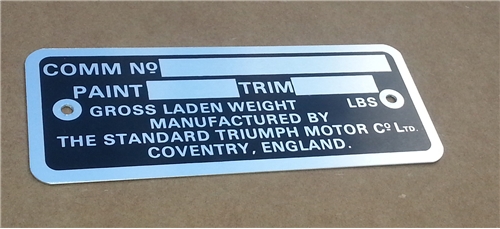 COMM Nº
PAINT TRIM
GROSS LADEN WEIGHT LBS
MANUFACTURED BY
THE STANDARD TRIUMPH MOTOR Cº LTD.
COVENTRY, ENGLAND.